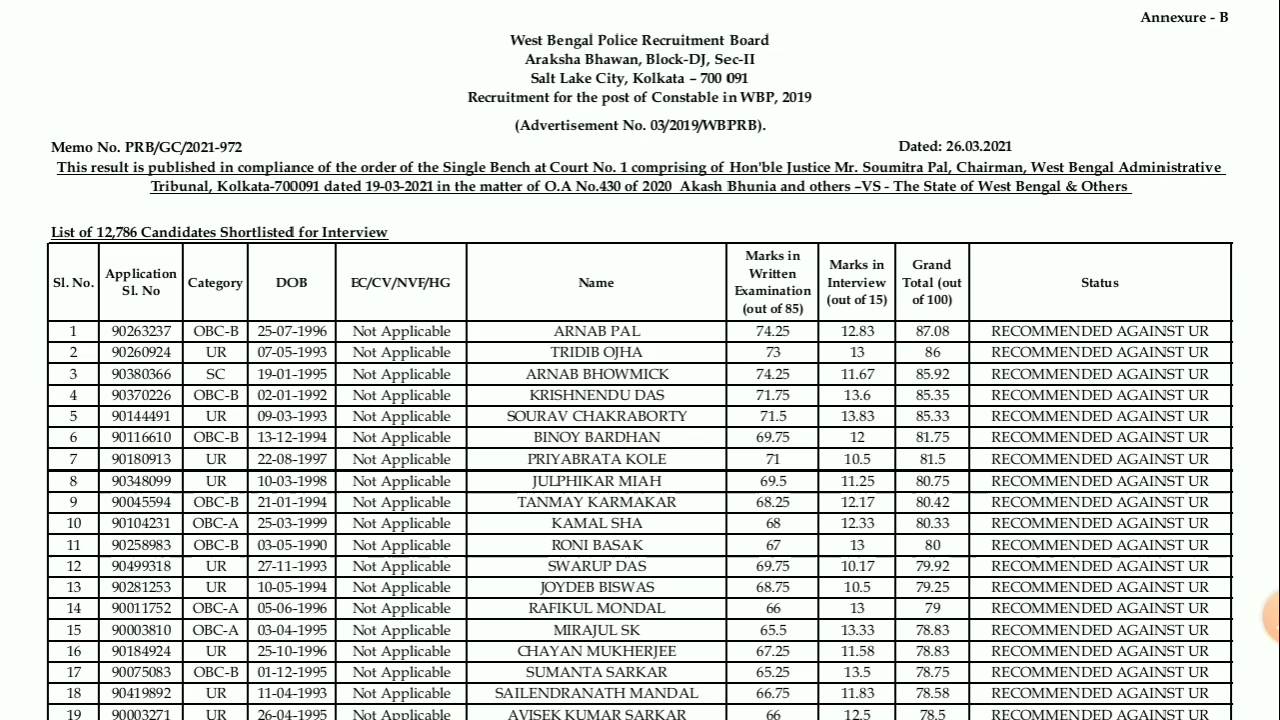 Annexure - B
West Bengal Police Recruitment Board
Araksha Bhawan, Block-DJ, Sec-II
Salt Lake City, Kolkata – 700 091
Recruitment for the post of Constable in WBP, 2019
(Advertisement No. 03/2019/WBPRB).
Memo No. PRB/GC/2021-972 Dated: 26.03.2021
This result is published in compliance of the order of the Single Bench at Court No. 1 comprising of Hon'ble Justice Mr. Soumitra Pal, Chairman, West Bengal Administrative
Tribunal, Kolkata-700091 dated 19-03-2021 in the matter of O.A No.430 of 2020 Akash Bhunia and others –VS - The State of West Bengal & Others
List of 12,786 Candidates Shortlisted for Interview
Sl. No. Application Sl. No Category DOB EC/CV/NVF/HG Name Marks in Written Examination (out of 85) Marks in Interview (out of 15) Grand Total (out of 100) Status
1 90263237 OBC-B 25-07-1996 Not Applicable ARNAB PAL 74.25 12.83 87.08 RECOMMENDED AGAINST UR
2 90260924 UR 07-05-1993 Not Applicable TRIDIB OJHA 73 13 86 RECOMMENDED AGAINST UR
3 90380366 SC 19-01-1995 Not Applicable ARNAB BHOWMICK 74.25 11.67 85.92 RECOMMENDED AGAINST UR
4 90370226 OBC-B 02-01-1992 Not Applicable KRISHNENDU DAS 71.75 13.6 85.35 RECOMMENDED AGAINST UR
5 90144491 UR 09-03-1993 Not Applicable SOURAV CHAKRABORTY 71.5 13.83 85.33 RECOMMENDED AGAINST UR
6 90116610 OBC-B 13-12-1994 Not Applicable BINOY BARDHAN 69.75 12 81.75 RECOMMENDED AGAINST UR
7 90180913 UR 22-08-1997 Not Applicable PRIYABRATA KOLE 71 10.5 81.5 RECOMMENDED AGAINST UR
8 90348099 UR 10-03-1998 Not Applicable JULPHIKAR MIAH 69.5 11.25 80.75 RECOMMENDED AGAINST UR
9 90045594 OBC-B 21-01-1994 Not Applicable TANMAY KARMAKAR 68.25 12.17 80.42 RECOMMENDED AGAINST UR
10 90104231 OBC-A 25-03-1999 Not Applicable KAMAL SHA 68 12.33 80.33 RECOMMENDED AGAINST UR
11 90258983 OBC-B 03-05-1990 Not Applicable RONI BASAK 67 13 80 RECOMMENDED AGAINST UR
12 90499318 UR 27-11-1993 Not Applicable SWARUP DAS 69.75 10.17 79.92 RECOMMENDED AGAINST UR
13 90281253 UR 10-05-1994 Not Applicable JOYDEB BISWAS 68.75 10.5 79.25 RECOMMENDED AGAINST UR
14 90011752 OBC-A 05-06-1996 Not Applicable RAFIKUL MONDAL 66 13 79 RECOMMENDED AGAINST UR
15 90003810 OBC-A 03-04-1995 Not Applicable MIRAJUL SK 65.5 13.33 78.83 RECOMMENDED AGAINST UR
16 90184924 UR 25-10-1996 Not Applicable CHAYAN MUKHERJEE 67.25 11.58 78.83 RECOMMENDED AGAINST UR
17 90075083 OBC-B 01-12-1995 Not Applicable SUMANTA SARKAR 65.25 13.5 78.75 RECOMMENDED AGAINST UR
18 90419892 UR 11-04-1993 Not Applicable SAILENDRANATH MANDAL 66.75 11.83 78.58 RECOMMENDED AGAINST UR
19 90003271 UR 26-04-1995 Not Applicable AVISEK KUMAR SARKAR 66 12.5 78.5 RECOMMENDED AGAINST UR